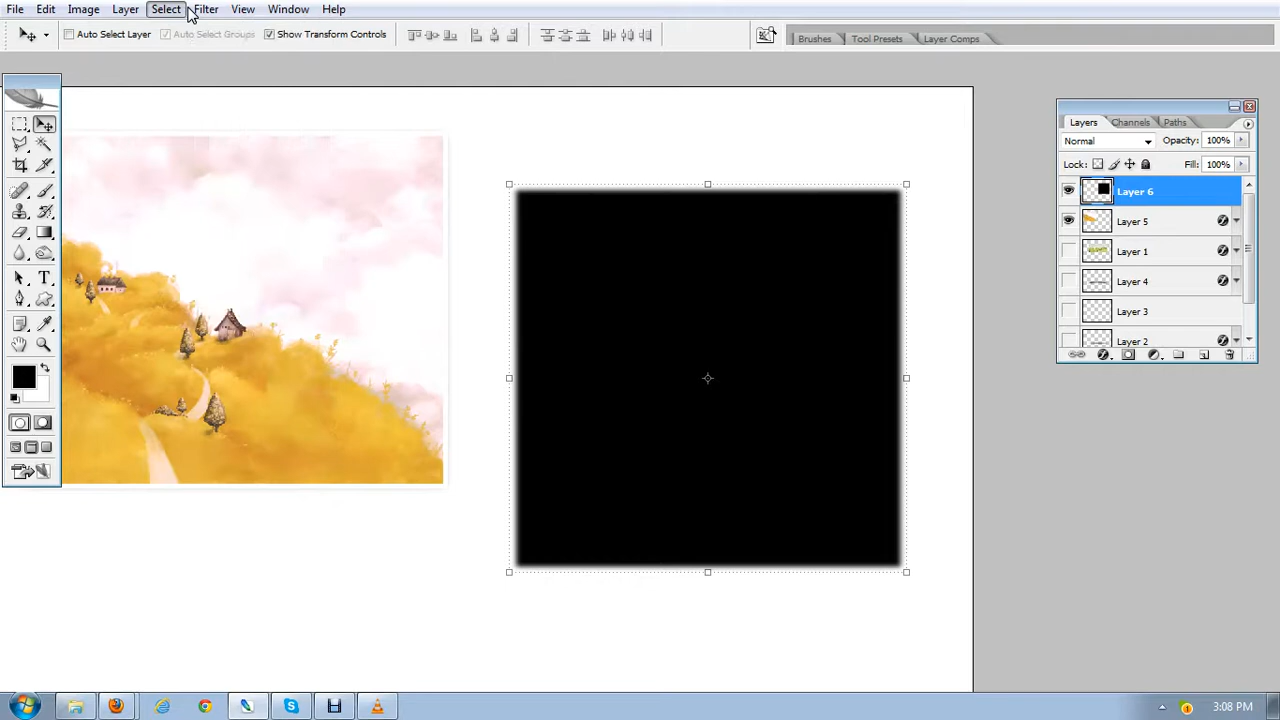 File Edit Image Layer Select Filter View Window Help
Auto Select Layer Auto Select Groups Show Transform Controls
Brushes Tool Presets Layer Comps
Layers Channels Paths
Normal Opacity: 100%
Lock: Fill: 100%
Layer 6
Layer 5
Layer 1
Layer 4
Layer 3
Layer 2
T
3:08 PM